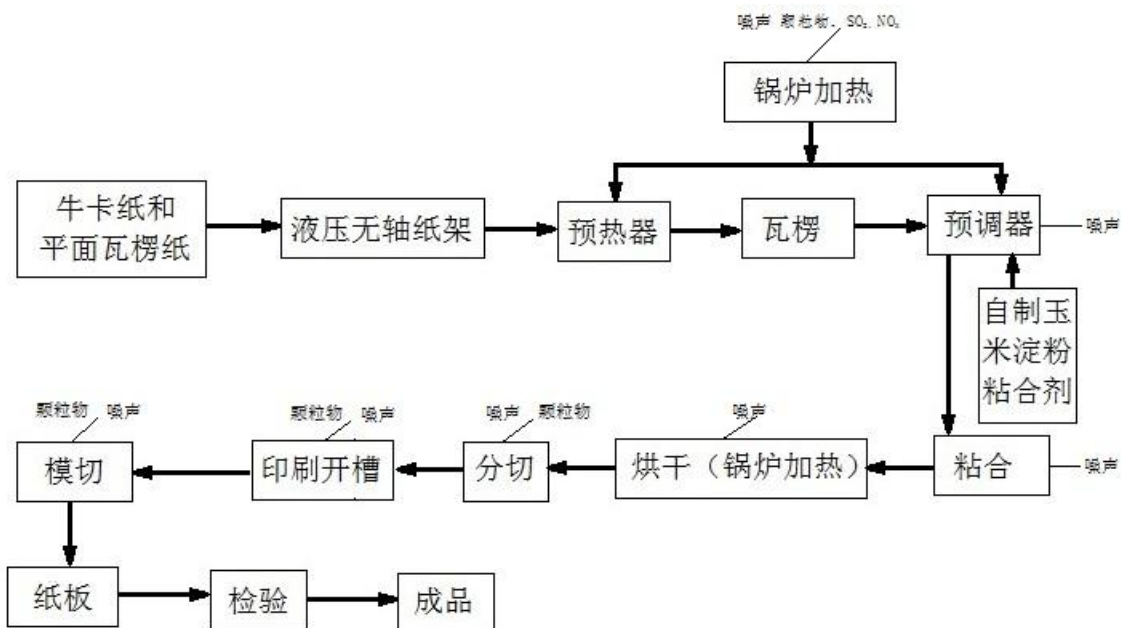 噪声 颗粒物、SO₂、NOₓ
锅炉加热
牛卡纸和
平面瓦楞纸
液压无轴纸架
预热器
瓦楞
预调器
噪声
自制玉
米淀粉
粘合剂
颗粒物 噪声
颗粒物 噪声
噪声 颗粒物
噪声
模切
印刷开槽
分切
烘干（锅炉加热）
粘合
噪声
纸板
检验
成品